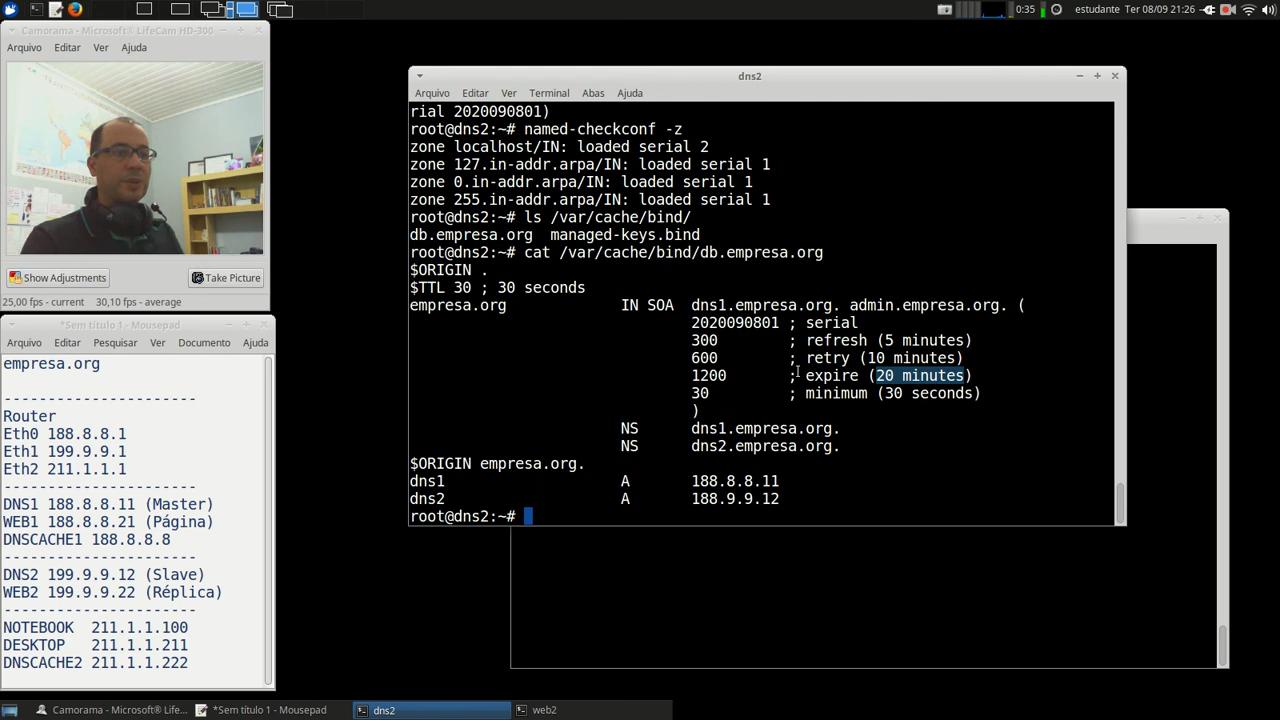 0:35
estudante
Ter 08/09 21:26
Camorama - Microsoft® LifeCam HD-300
Arquivo Editar Ver Ajuda
Show Adjustments
Take Picture
25,00 fps - current 30,10 fps - average
*Sem título 1 - Mousepad
Arquivo Editar Pesquisar Ver Documento Ajuda
empresa.org
----------------------
Router
Eth0 188.8.8.1
Eth1 199.9.9.1
Eth2 211.1.1.1
----------------------
DNS1 188.8.8.11 (Master)
WEB1 188.8.8.21 (Página)
DNSCACHE1 188.8.8.8
----------------------
DNS2 199.9.9.12 (Slave)
WEB2 199.9.9.22 (Réplica)
----------------------
NOTEBOOK 211.1.1.100
DESKTOP 211.1.1.211
DNSCACHE2 211.1.1.222
dns2
Arquivo Editar Ver Terminal Abas Ajuda
rial 2020090801)
root@dns2:~# named-checkconf -z
zone localhost/IN: loaded serial 2
zone 127.in-addr.arpa/IN: loaded serial 1
zone 0.in-addr.arpa/IN: loaded serial 1
zone 255.in-addr.arpa/IN: loaded serial 1
root@dns2:~# ls /var/cache/bind/
db.empresa.org managed-keys.bind
root@dns2:~# cat /var/cache/bind/db.empresa.org
$ORIGIN .
$TTL 30 ; 30 seconds
empresa.org IN SOA dns1.empresa.org. admin.empresa.org. (
2020090801 ; serial
300 ; refresh (5 minutes)
600 ; retry (10 minutes)
1200 ; expire (20 minutes)
30 ; minimum (30 seconds)
)
NS dns1.empresa.org.
NS dns2.empresa.org.
$ORIGIN empresa.org.
dns1 A 188.8.8.11
dns2 A 188.9.9.12
root@dns2:~#
Camorama - Microsoft® LifeC...
*Sem título 1 - Mousepad
dns2
web2